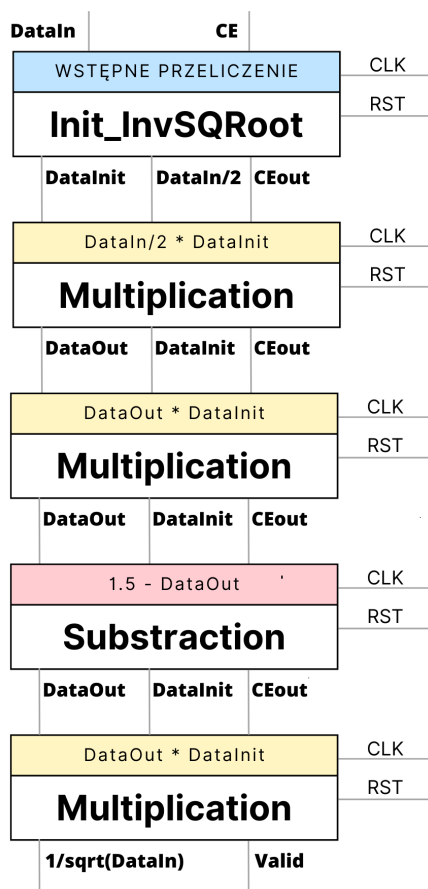 DataIn CE
WSTĘPNE PRZELICZENIE CLK
Init_InvSQRoot RST
DataInit DataIn/2 CEout
DataIn/2 * DataInit CLK
Multiplication RST
DataOut DataInit CEout
DataOut * DataInit CLK
Multiplication RST
DataOut DataInit CEout
1.5 - DataOut CLK
Substraction RST
DataOut DataInit CEout
DataOut * DataInit CLK
Multiplication RST
1/sqrt(DataIn) Valid